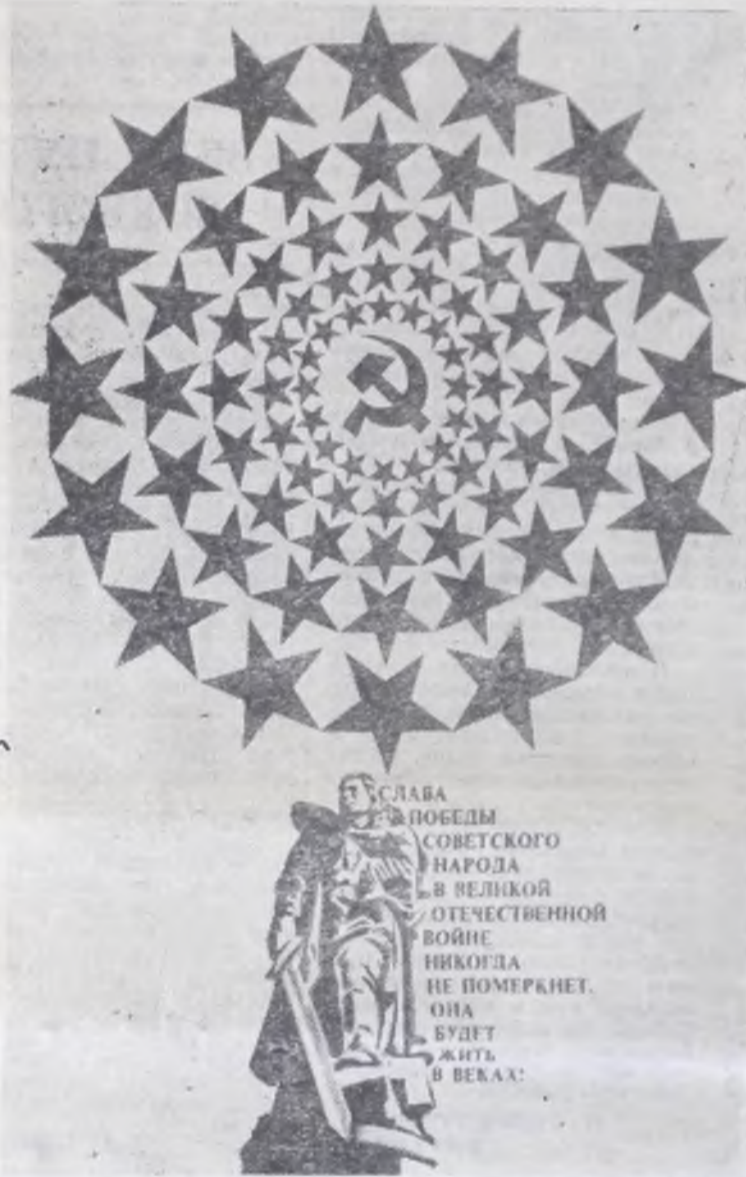 СЛАВА
ПОБЕДЫ
СОВЕТСКОГО
НАРОДА
В ВЕЛИКОЙ
ОТЕЧЕСТВЕННОЙ
ВОЙНЕ
НИКОГДА
НЕ ПОМЕРКНЕТ.
ОНА
БУДЕТ
ЖИТЬ
В ВЕКАХ!